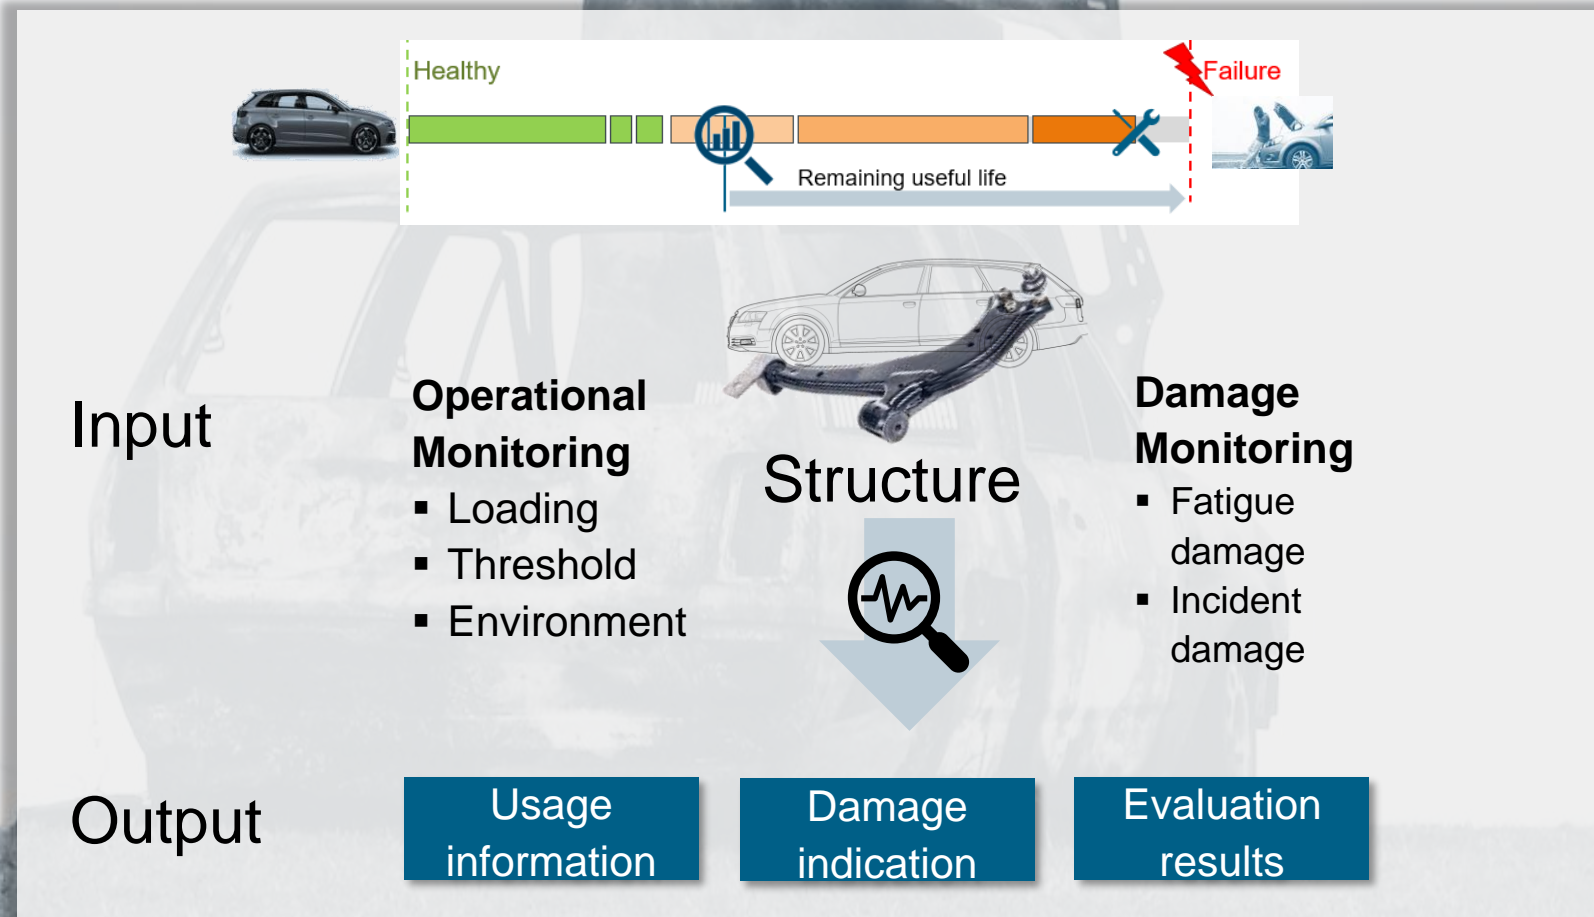 Healthy
Failure
Remaining useful life
Input
Operational
Monitoring
▪ Loading
▪ Threshold
▪ Environment
Structure
Damage
Monitoring
▪ Fatigue
damage
▪ Incident
damage
Output
Usage
information
Damage
indication
Evaluation
results